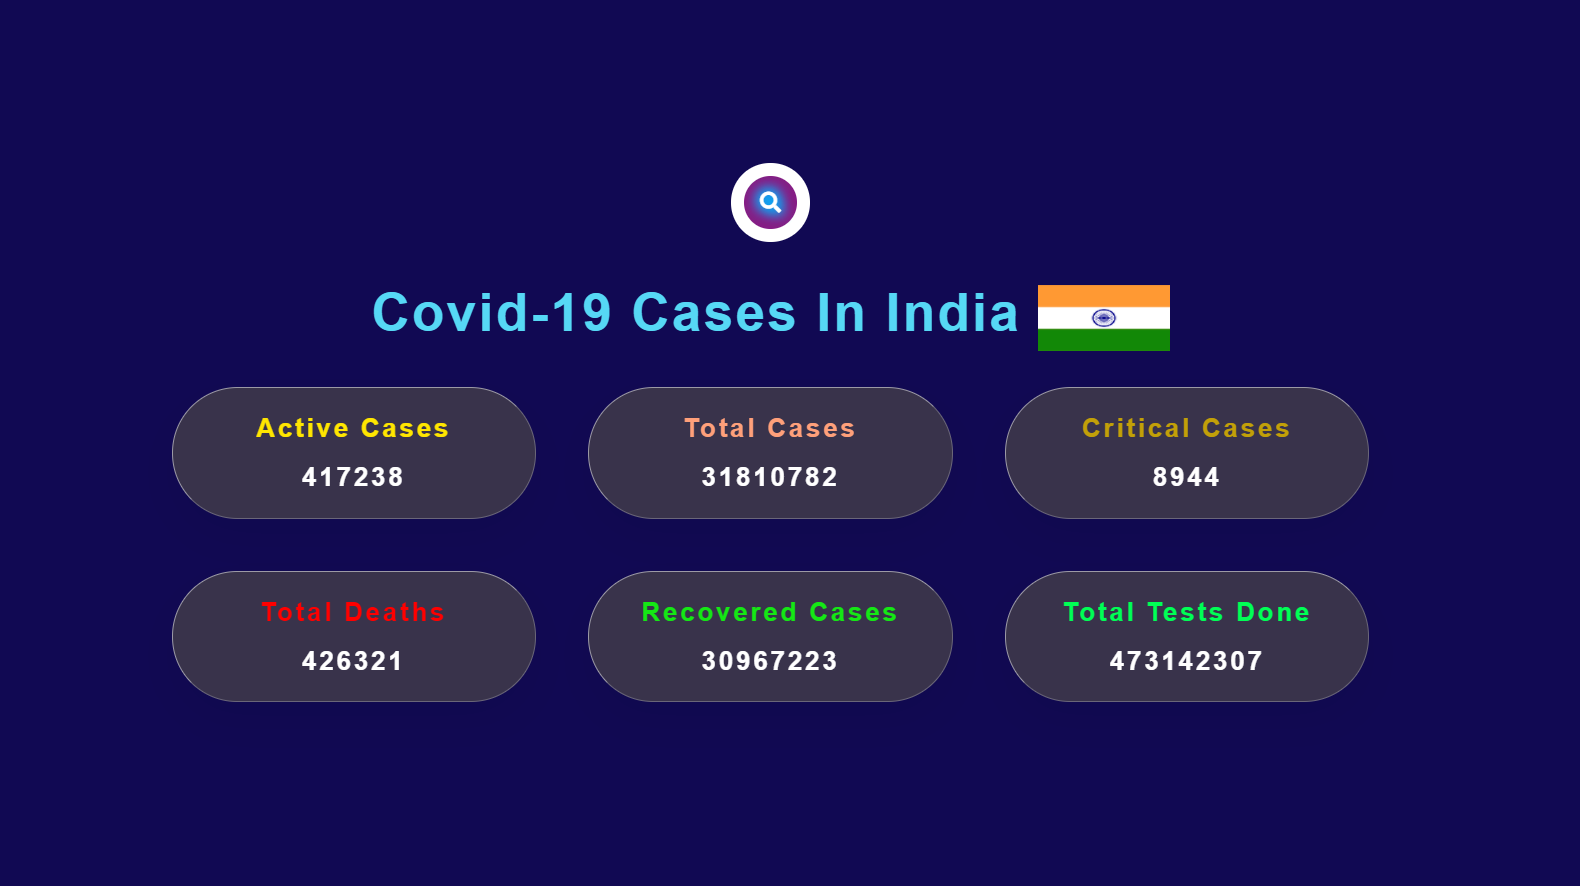 Covid-19 Cases In India
Active Cases
417238
Total Cases
31810782
Critical Cases
8944
Total Deaths
426321
Recovered Cases
30967223
Total Tests Done
473142307